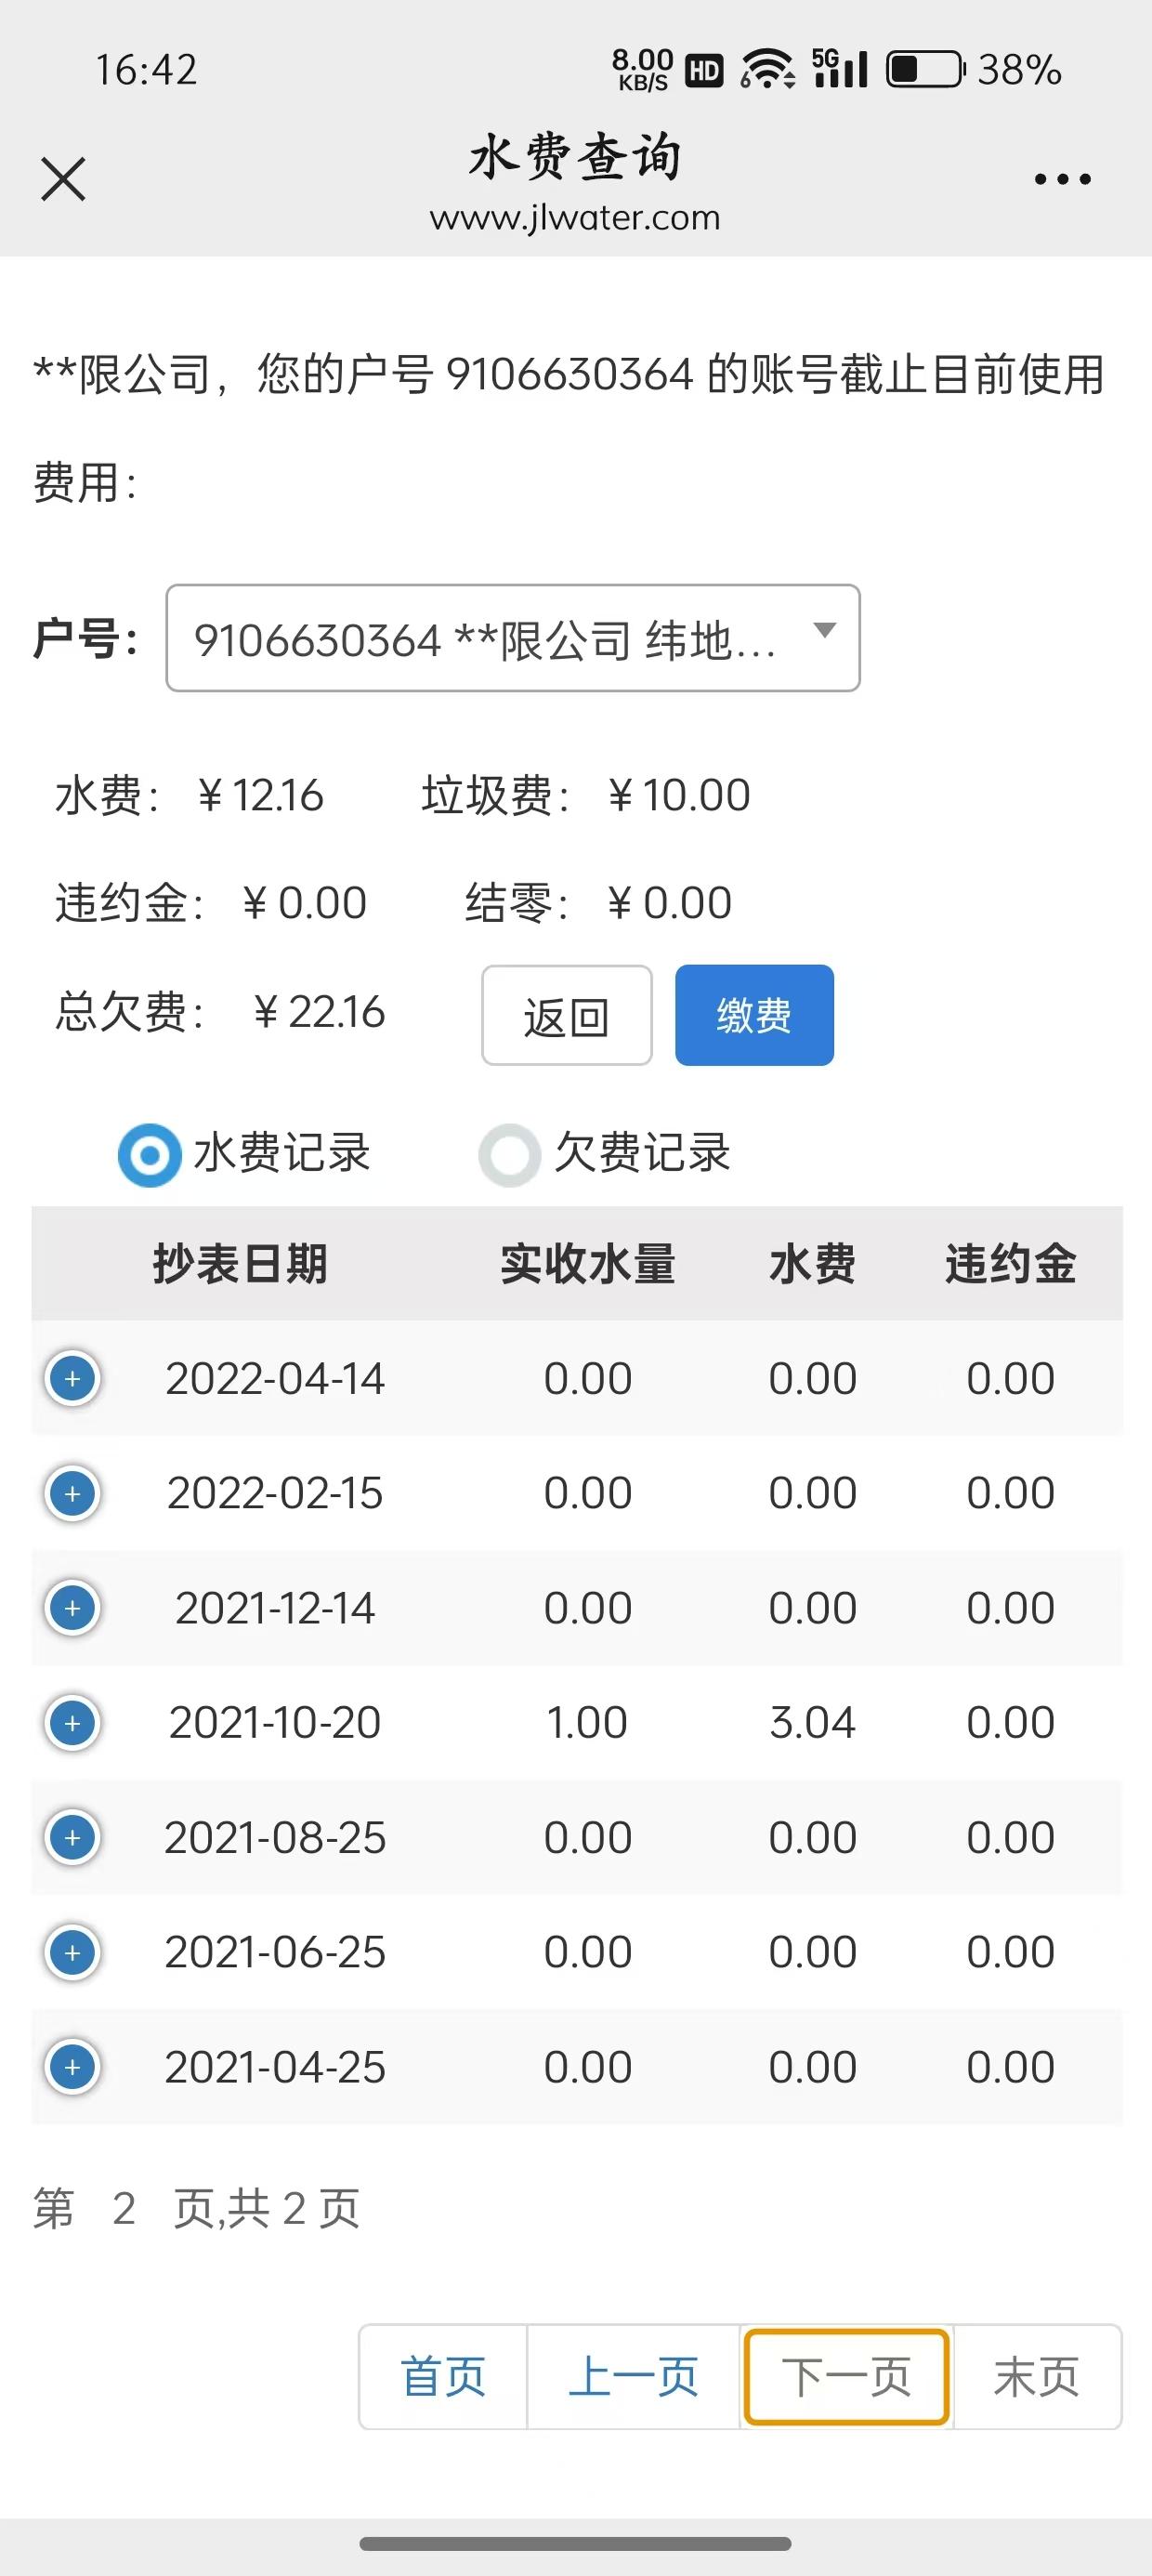 16:42 8.00 KB/S HD 6 5G 38%
水费查询
www.jlwater.com
**限公司，您的户号 9106630364 的账号截止目前使用
费用：
户号： 9106630364 **限公司 纬地...
水费： ¥ 12.16 垃圾费： ¥ 10.00
违约金： ¥ 0.00 结零： ¥ 0.00
总欠费： ¥ 22.16 返回 缴费
水费记录 欠费记录
抄表日期 实收水量 水费 违约金
+ 2022-04-14 0.00 0.00 0.00
+ 2022-02-15 0.00 0.00 0.00
+ 2021-12-14 0.00 0.00 0.00
+ 2021-10-20 1.00 3.04 0.00
+ 2021-08-25 0.00 0.00 0.00
+ 2021-06-25 0.00 0.00 0.00
+ 2021-04-25 0.00 0.00 0.00
第 2 页,共 2 页
首页 上一页 下一页 末页